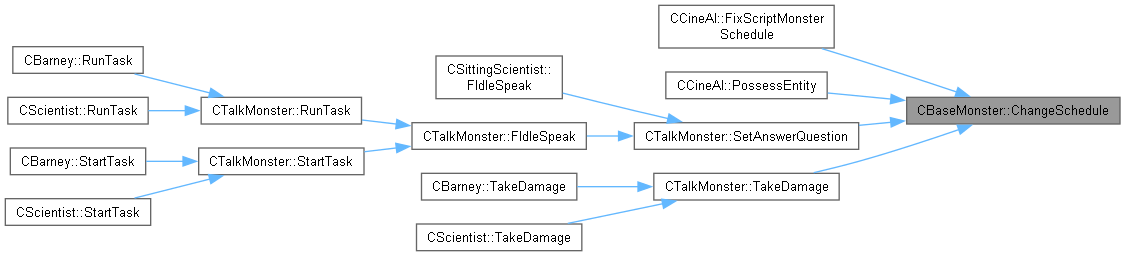 CCineAI::FixScriptMonster
Schedule
CBarney::RunTask
CSittingScientist::
FIdleSpeak
CCineAI::PossessEntity
CScientist::RunTask
CTalkMonster::RunTask
CBaseMonster::ChangeSchedule
CTalkMonster::FIdleSpeak
CTalkMonster::SetAnswerQuestion
CBarney::StartTask
CTalkMonster::StartTask
CBarney::TakeDamage
CTalkMonster::TakeDamage
CScientist::StartTask
CScientist::TakeDamage